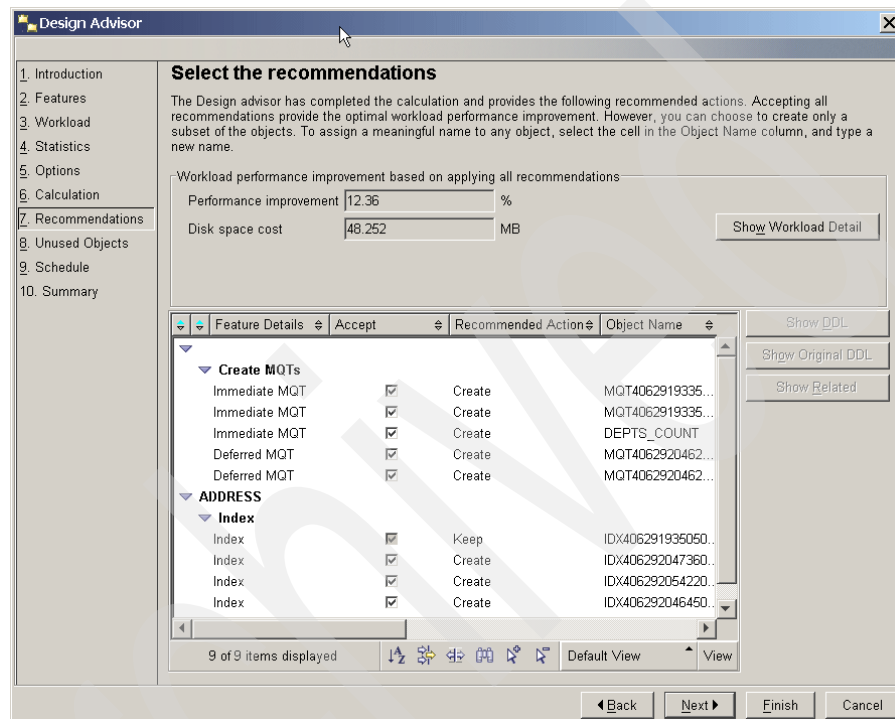 Design Advisor
1. Introduction
2. Features
3. Workload
4. Statistics
5. Options
6. Calculation
7. Recommendations
8. Unused Objects
9. Schedule
10. Summary
Select the recommendations
The Design advisor has completed the calculation and provides the following recommended actions. Accepting all
recommendations provide the optimal workload performance improvement. However, you can choose to create only a
subset of the objects. To assign a meaningful name to any object, select the cell in the Object Name column, and type a
new name.
Workload performance improvement based on applying all recommendations
Performance improvement 12.36 %
Disk space cost 48.252 MB
Show Workload Detail
Feature Details Accept Recommended Action Object Name
Create MQTs
Immediate MQT Create MQT4062919335...
Immediate MQT Create MQT4062919335...
Immediate MQT Create DEPTS_COUNT
Deferred MQT Create MQT4062920462...
Deferred MQT Create MQT4062920462...
ADDRESS
Index
Index Keep IDX406291935050...
Index Create IDX406292047360...
Index Create IDX406292054220...
Index Create IDX406292046450...
Show DDL
Show Original DDL
Show Related
9 of 9 items displayed
Default View
View
Back
Next
Finish
Cancel